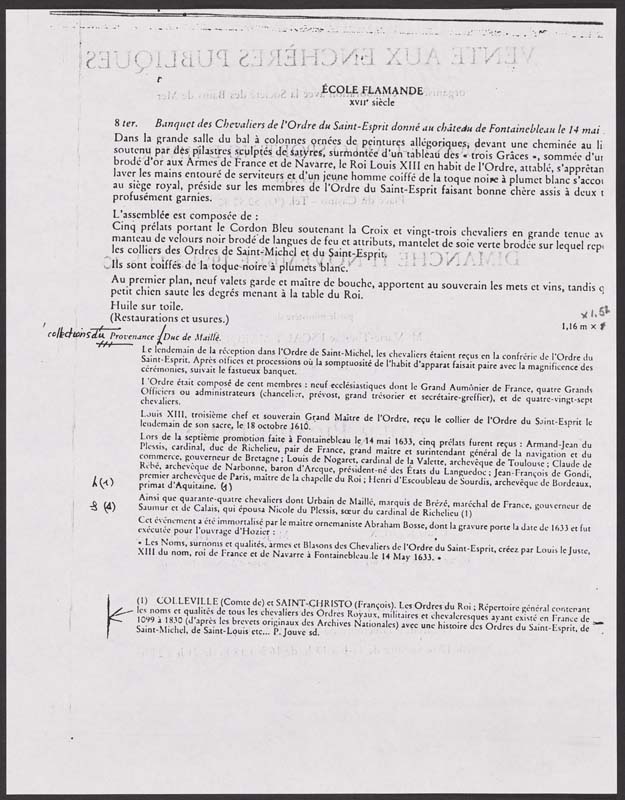 ÉCOLE FLAMANDE
XVIIe siècle
8 ter. Banquet des Chevaliers de l'Ordre du Saint-Esprit donné au château de Fontainebleau le 14 mai
Dans la grande salle du bal à colonnes ornées de peintures allégoriques, devant une cheminée au li
soutenu par des pilastres sculptés de satyres, surmontée d'un tableau des « trois Grâces », sommée d'ur
brodé d'or aux Armes de France et de Navarre, le Roi Louis XIII en habit de l'Ordre, attablé, s'apprêtan
laver les mains entouré de serviteurs et d'un jeune homme coiffé de la toque noire à plumet blanc s'accou
au siège royal, préside sur les membres de l'Ordre du Saint-Esprit faisant bonne chère assis à deux t
profusément garnies.
L'assemblée est composée de :
Cinq prélats portant le Cordon Bleu soutenant la Croix et vingt-trois chevaliers en grande tenue av
manteau de velours noir brodé de langues de feu et attributs, mantelet de soie verte brodée sur lequel rep
les colliers des Ordres de Saint-Michel et du Saint-Esprit.
Ils sont coiffés de la toque noire à plumets blanc.
Au premier plan, neuf valets garde et maître de bouche, apportent au souverain les mets et vins, tandis q
petit chien saute les degrés menant à la table du Roi.
Huile sur toile.
(Restaurations et usures.)
1,16 m ×
collections du Provenance : Duc de Maillé.
Le lendemain de la réception dans l'Ordre de Saint-Michel, les chevaliers étaient reçus en la confrérie de l'Ordre du
Saint-Esprit. Après offices et processions où la somptuosité de l'habit d'apparat faisait paire avec la magnificence des
cérémonies, suivait le fastueux banquet.
L'Ordre était composé de cent membres : neuf ecclésiastiques dont le Grand Aumônier de France, quatre Grands
Officiers ou administrateurs (chancelier, prévost, grand trésorier et secrétaire-greffier), et de quatre-vingt-sept
chevaliers.
Louis XIII, troisième chef et souverain Grand Maître de l'Ordre, reçu le collier de l'Ordre du Saint-Esprit le
lendemain de son sacre, le 18 octobre 1610.
Lors de la septième promotion faite à Fontainebleau le 14 mai 1633, cinq prélats furent reçus : Armand-Jean du
Plessis, cardinal, duc de Richelieu, pair de France, grand maître et surintendant général de la navigation et du
commerce, gouverneur de Bretagne ; Louis de Nogaret, cardinal de la Valette, archevêque de Toulouse ; Claude de
Rebé, archevêque de Narbonne, baron d'Arcque, président-né des États du Languedoc ; Jean-François de Gondi,
premier archevêque de Paris, maître de la chapelle du Roi ; Henri d'Escoubleau de Sourdis, archevêque de Bordeaux,
primat d'Aquitaine.
Ainsi que quarante-quatre chevaliers dont Urbain de Maillé, marquis de Brézé, maréchal de France, gouverneur de
Saumur et de Calais, qui épousa Nicole du Plessis, sœur du cardinal de Richelieu (1)
Cet événement a été immortalisé par le maître ornemaniste Abraham Bosse, dont la gravure porte la date de 1633 et fut
exécutée pour l'ouvrage d'Hozier :
« Les Noms, surnoms et qualités, armes et Blasons des Chevaliers de l'Ordre du Saint-Esprit, créez par Louis le Juste,
XIII du nom, roi de France et de Navarre à Fontainebleau le 14 May 1633. »
(1) COLLEVILLE (Comte de) et SAINT-CHRISTO (François). Les Ordres du Roi ; Répertoire général contenant
les noms et qualités de tous les chevaliers des Ordres Royaux, militaires et chevaleresques ayant existé en France de
1099 à 1830 (d'après les brevets originaux des Archives Nationales) avec une histoire des Ordres du Saint-Esprit, de
Saint-Michel, de Saint-Louis etc... P. Jouve sd.